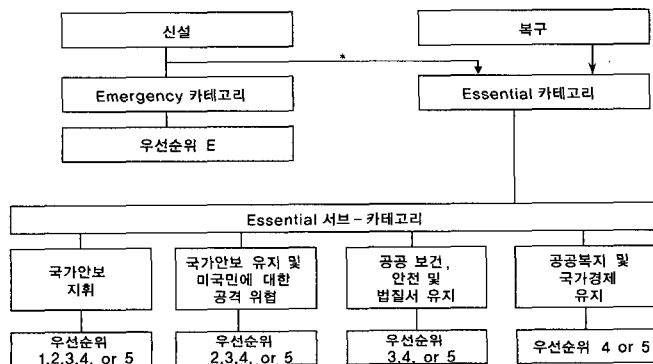 신설
복구
*
Emergency 카테고리
Essential 카테고리
우선순위 E
Essential 서브-카테고리
국가안보
지휘
국가안보 유지 및
미국민에 대한
공격 위협
공공 보건,
안전 및
법질서 유지
공공복지 및
국가경제
유지
우선순위
1,2,3,4, or 5
우선순위
2,3,4, or 5
우선순위
3,4, or 5
우선순위 4 or 5